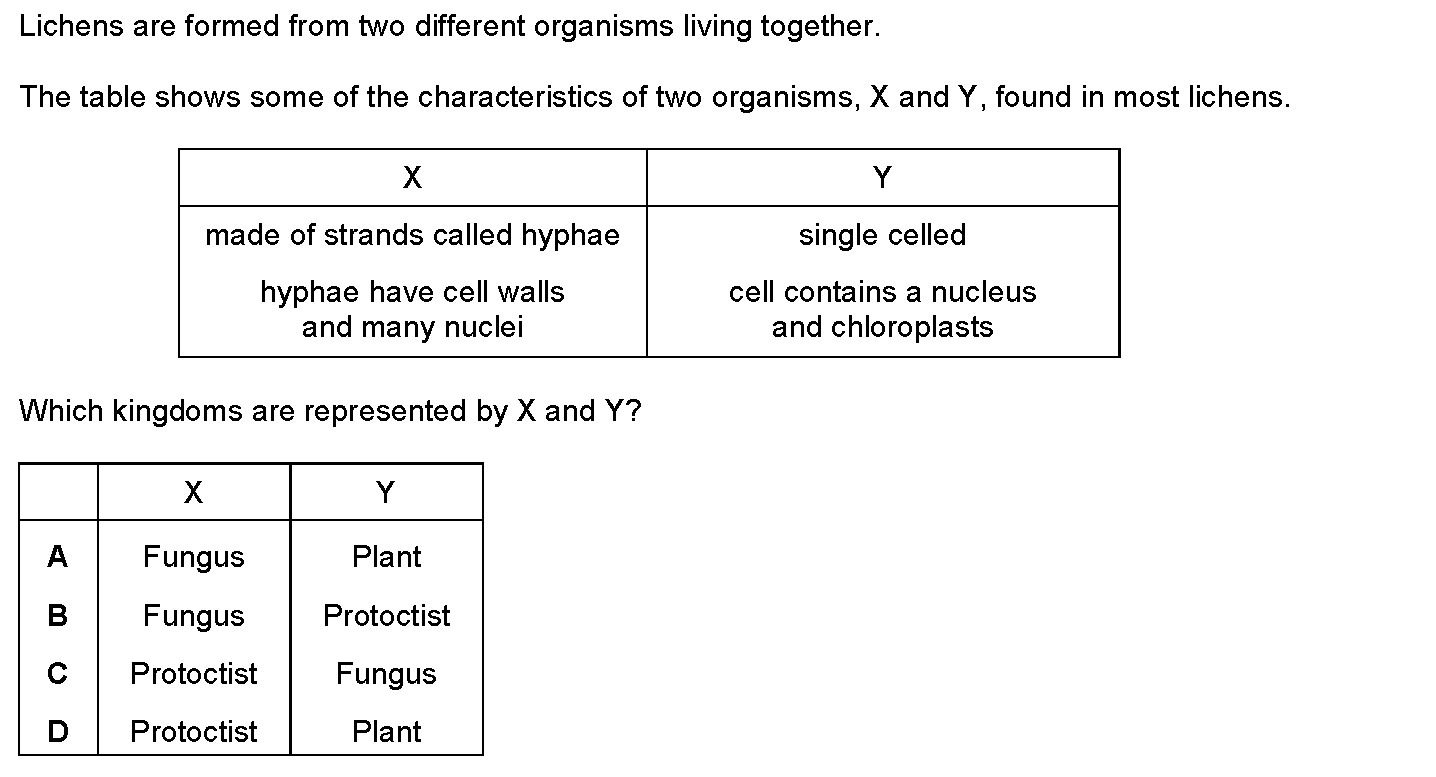 Lichens are formed from two different organisms living together.
The table shows some of the characteristics of two organisms, X and Y, found in most lichens.
X Y
made of strands called hyphae single celled
hyphae have cell walls cell contains a nucleus
and many nuclei and chloroplasts
Which kingdoms are represented by X and Y?
X Y
A Fungus Plant
B Fungus Protoctist
C Protoctist Fungus
D Protoctist Plant